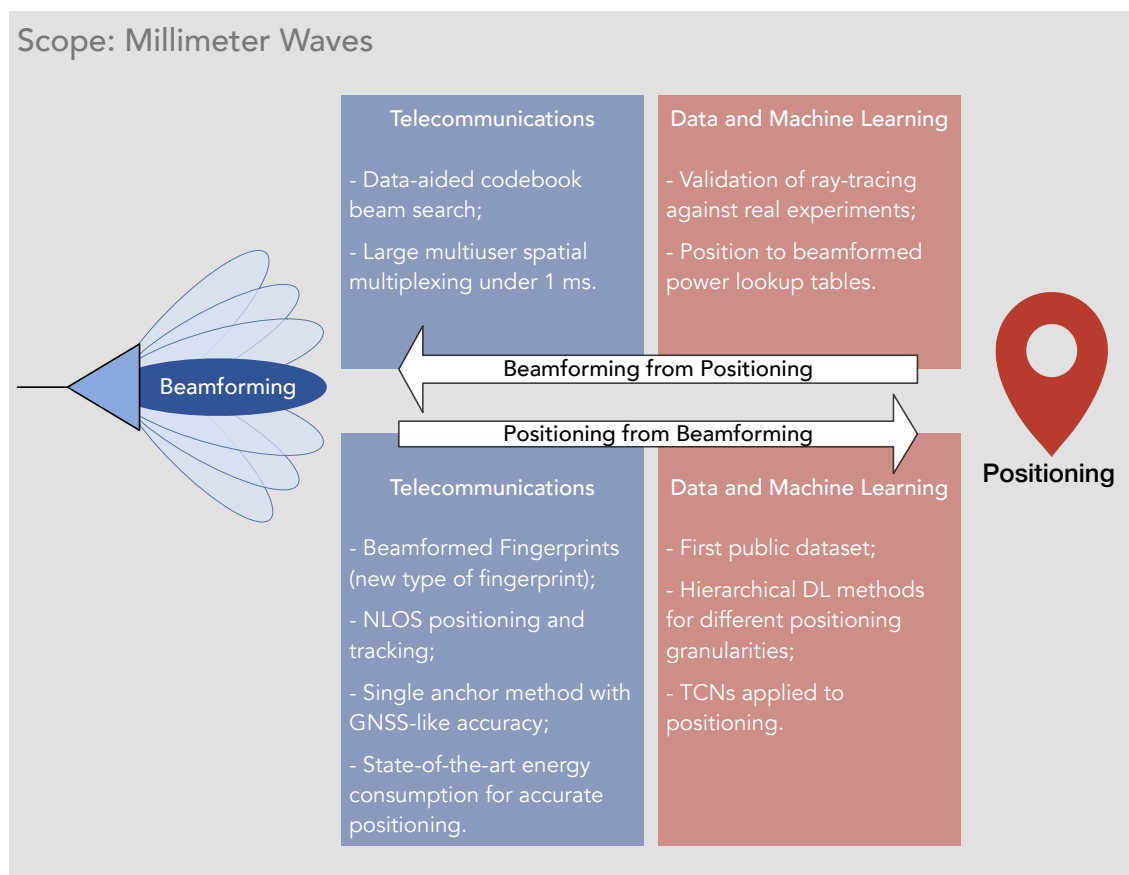 Scope: Millimeter Waves
Telecommunications
- Data-aided codebook
beam search;
- Large multiuser spatial
multiplexing under 1 ms.
Data and Machine Learning
- Validation of ray-tracing
against real experiments;
- Position to beamformed
power lookup tables.
Beamforming from Positioning
Beamforming
Positioning from Beamforming
Positioning
Telecommunications
- Beamformed Fingerprints
(new type of fingerprint);
- NLOS positioning and
tracking;
- Single anchor method with
GNSS-like accuracy;
- State-of-the-art energy
consumption for accurate
positioning.
Data and Machine Learning
- First public dataset;
- Hierarchical DL methods
for different positioning
granularities;
- TCNs applied to
positioning.